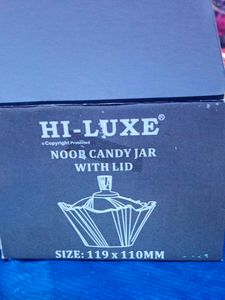 HI-LUXE®
©Copyright Protected
NOOR CANDY JAR
WITH LID
SIZE: 119 x 110MM